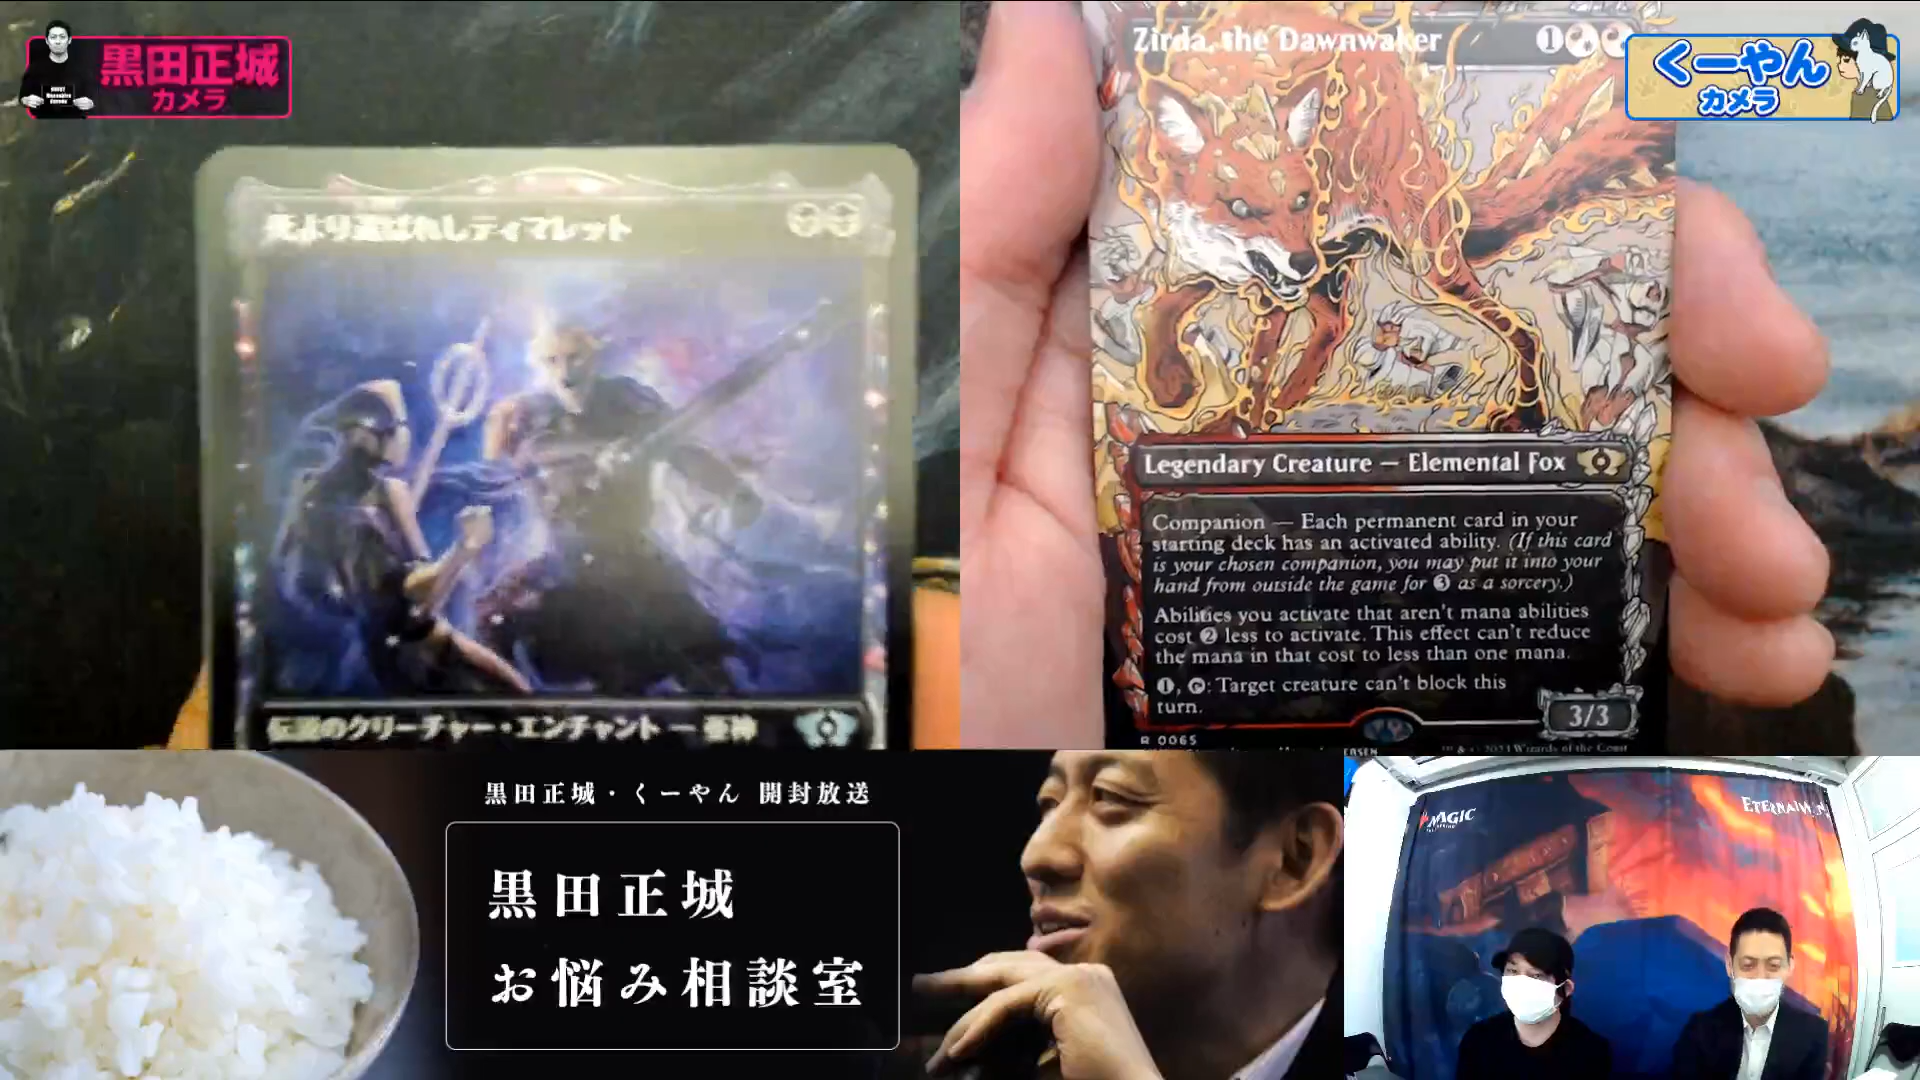 黒田正城
カメラ
くーやん
カメラ
死より選ばれしティマレット
伝説のクリーチャー・エンチャント — 亜神
Zirda, the Dawnwaker
1
Legendary Creature — Elemental Fox
Companion — Each permanent card in your
starting deck has an activated ability. (If this card
is your chosen companion, you may put it into your
hand from outside the game for 3 as a sorcery.)
Abilities you activate that aren't mana abilities
cost 2 less to activate. This effect can't reduce
the mana in that cost to less than one mana.
1, T: Target creature can't block this
turn.
3/3
R 0065
黒田正城・くーやん 開封放送
黒田正城
お悩み相談室
MAGIC